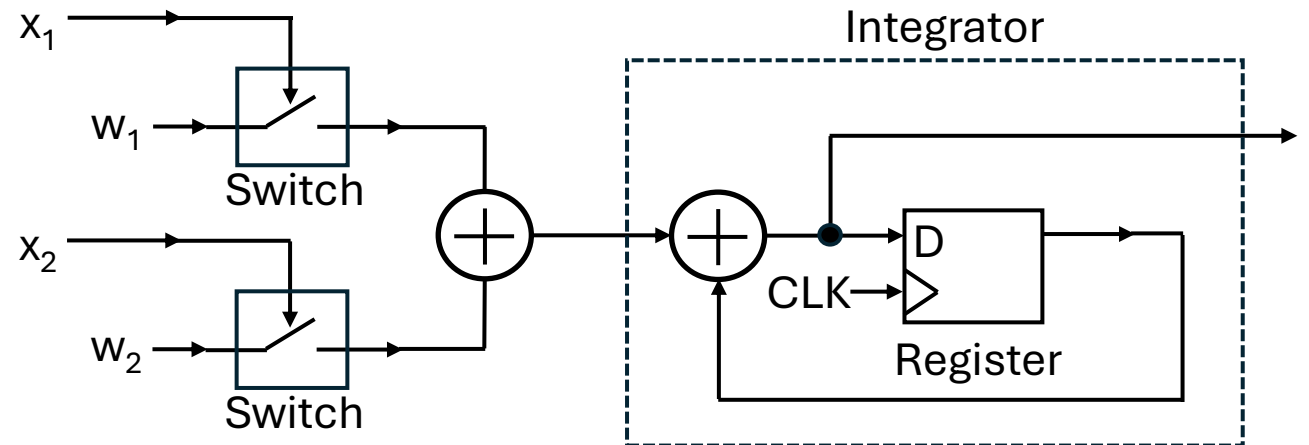 Integrator
x₁
w₁
Switch
x₂
D
CLK
w₂
Register
Switch